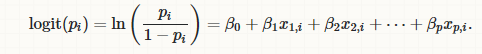 logit(pᵢ) = ln(pᵢ / (1 − pᵢ)) = β₀ + β₁x₁,ᵢ + β₂x₂,ᵢ + ⋯ + βₚxₚ,ᵢ.